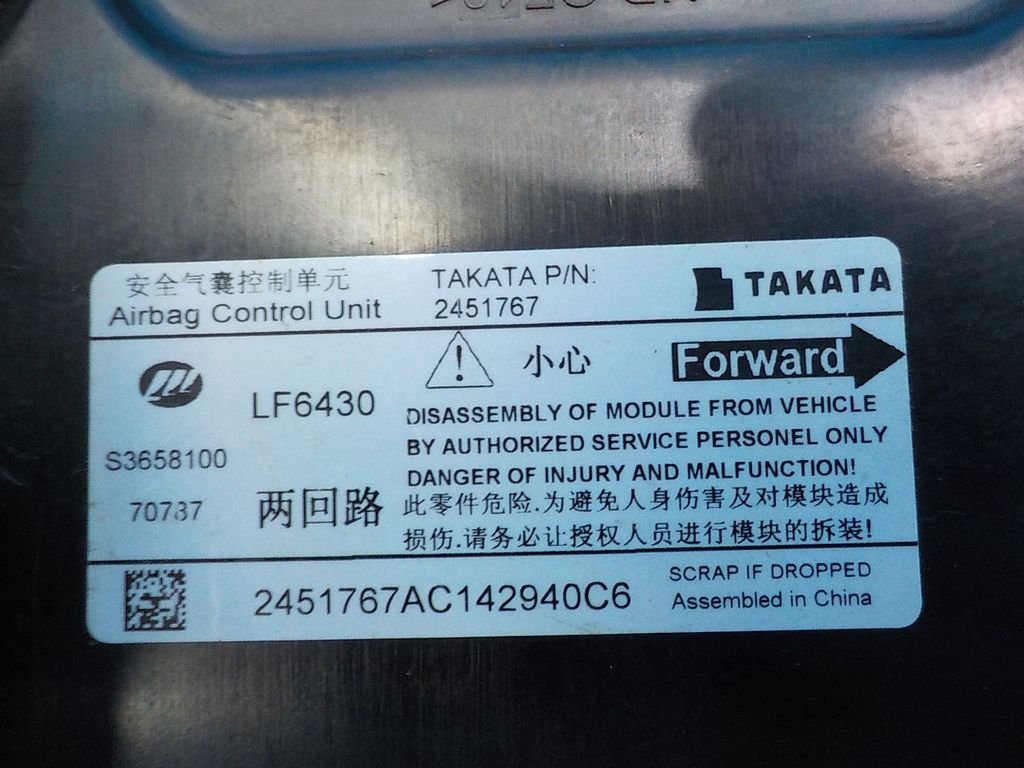 安全气囊控制单元
Airbag Control Unit
TAKATA P/N:
2451767
TAKATA
小心
Forward
LF6430
S3658100
70787
两回路
DISASSEMBLY OF MODULE FROM VEHICLE
BY AUTHORIZED SERVICE PERSONEL ONLY
DANGER OF INJURY AND MALFUNCTION!
此零件危险.为避免人身伤害及对模块造成
损伤.请务必让授权人员进行模块的拆装!
2451767AC142940C6
SCRAP IF DROPPED
Assembled in China